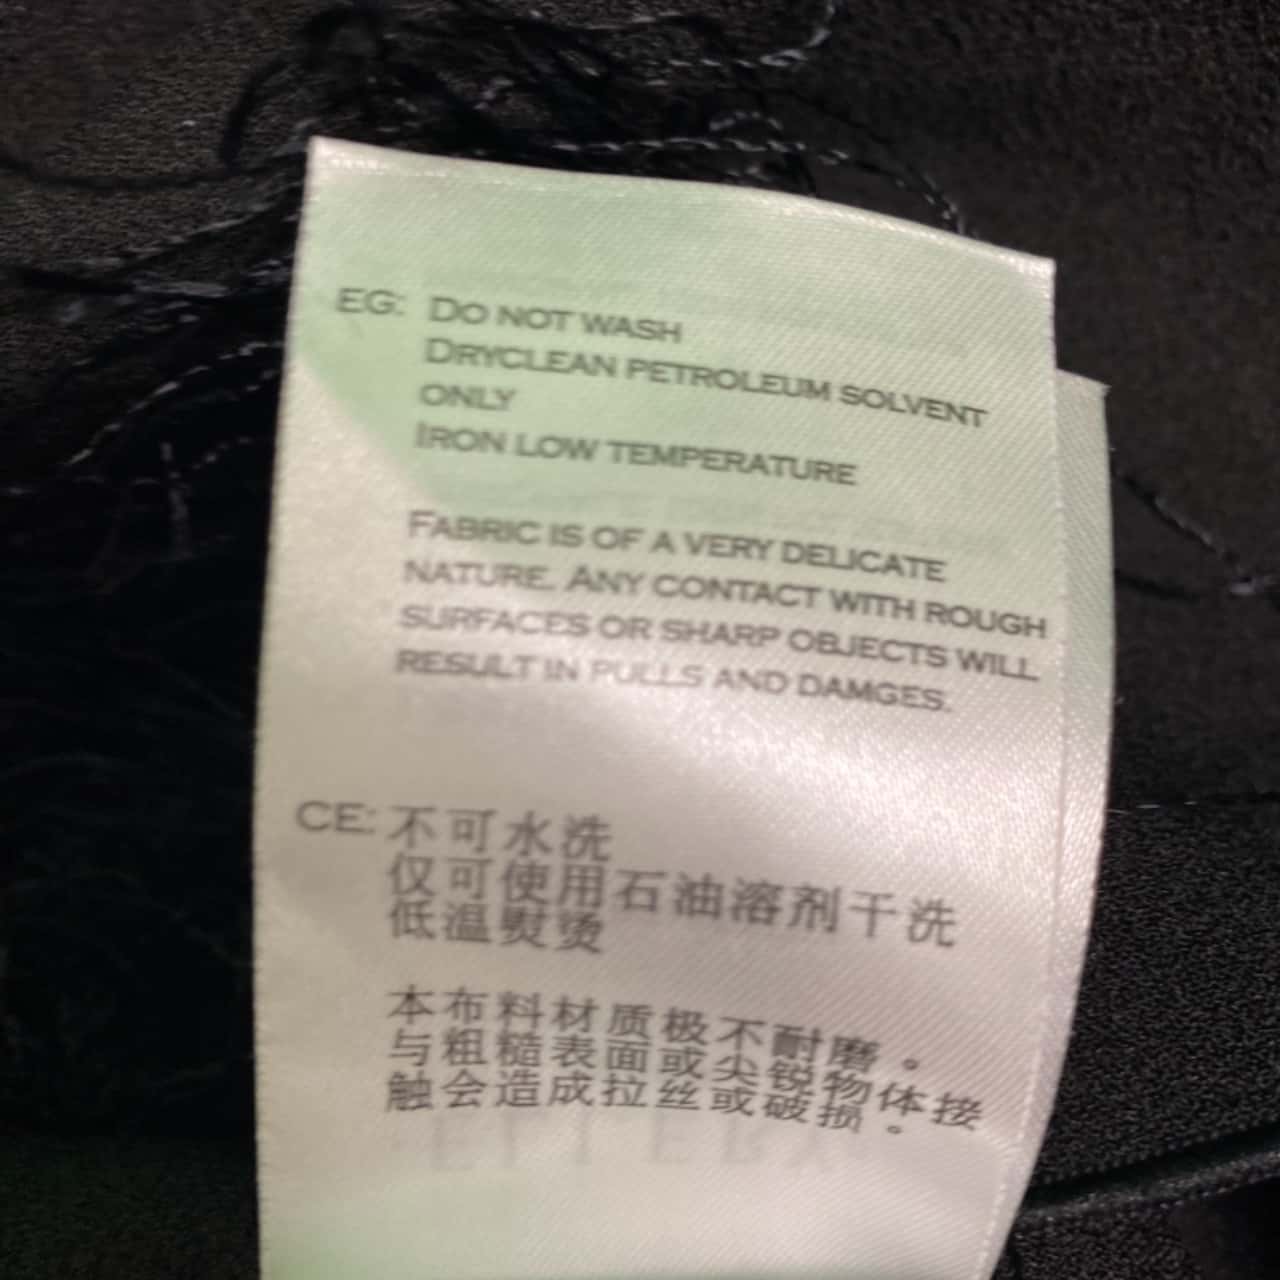 EG: DO NOT WASH
DRYCLEAN PETROLEUM SOLVENT
ONLY
IRON LOW TEMPERATURE
FABRIC IS OF A VERY DELICATE
NATURE. ANY CONTACT WITH ROUGH
SURFACES OR SHARP OBJECTS WILL
RESULT IN PULLS AND DAMGES.
CE: 不可水洗
仅可使用石油溶剂干洗
低温熨烫
本布料材质极不耐磨。
与粗糙表面或尖锐物体接
触会造成拉丝或破损。